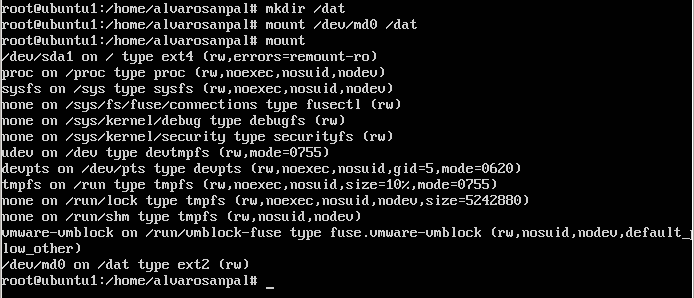 root@ubuntu1:/home/alvarosanpal# mkdir /dat
root@ubuntu1:/home/alvarosanpal# mount /dev/md0 /dat
root@ubuntu1:/home/alvarosanpal# mount
/dev/sda1 on / type ext4 (rw,errors=remount-ro)
proc on /proc type proc (rw,noexec,nosuid,nodev)
sysfs on /sys type sysfs (rw,noexec,nosuid,nodev)
none on /sys/fs/fuse/connections type fusectl (rw)
none on /sys/kernel/debug type debugfs (rw)
none on /sys/kernel/security type securityfs (rw)
udev on /dev type devtmpfs (rw,mode=0755)
devpts on /dev/pts type devpts (rw,noexec,nosuid,gid=5,mode=0620)
tmpfs on /run type tmpfs (rw,noexec,nosuid,size=10%,mode=0755)
none on /run/lock type tmpfs (rw,noexec,nosuid,nodev,size=5242880)
none on /run/shm type tmpfs (rw,nosuid,nodev)
vmware-vmblock on /run/vmblock-fuse type fuse.vmware-vmblock (rw,nosuid,nodev,default_p
low_other)
/dev/md0 on /dat type ext2 (rw)
root@ubuntu1:/home/alvarosanpal# _